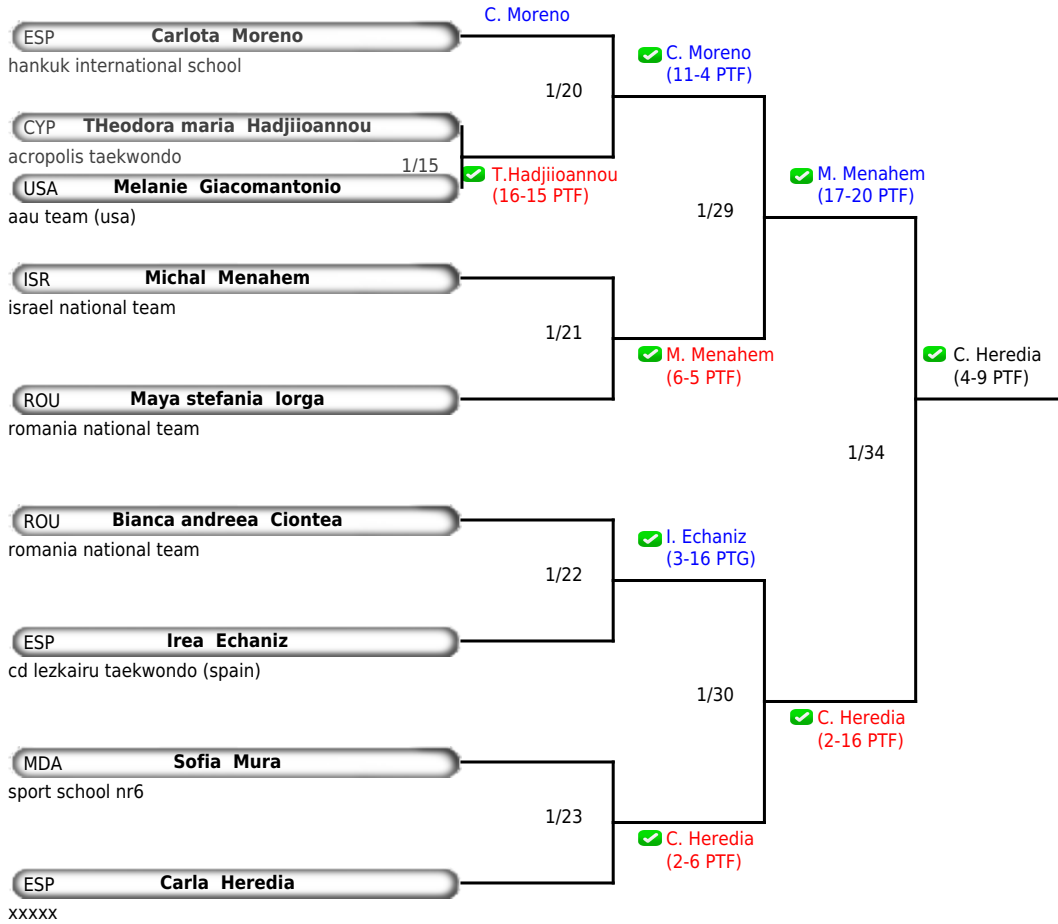 C. Moreno
ESP Carlota Moreno
hankuk international school
C. Moreno
(11-4 PTF)
1/20
CYP THeodora maria Hadjiioannou
acropolis taekwondo
1/15
T.Hadjiioannou
(16-15 PTF)
USA Melanie Giacomantonio
aau team (usa)
M. Menahem
(17-20 PTF)
1/29
ISR Michal Menahem
israel national team
1/21
M. Menahem
(6-5 PTF)
C. Heredia
(4-9 PTF)
ROU Maya stefania Iorga
romania national team
1/34
ROU Bianca andreea Ciontea
romania national team
I. Echaniz
(3-16 PTG)
1/22
ESP Irea Echaniz
cd lezkairu taekwondo (spain)
1/30
C. Heredia
(2-16 PTF)
MDA Sofia Mura
sport school nr6
1/23
C. Heredia
(2-6 PTF)
ESP Carla Heredia
xxxxx